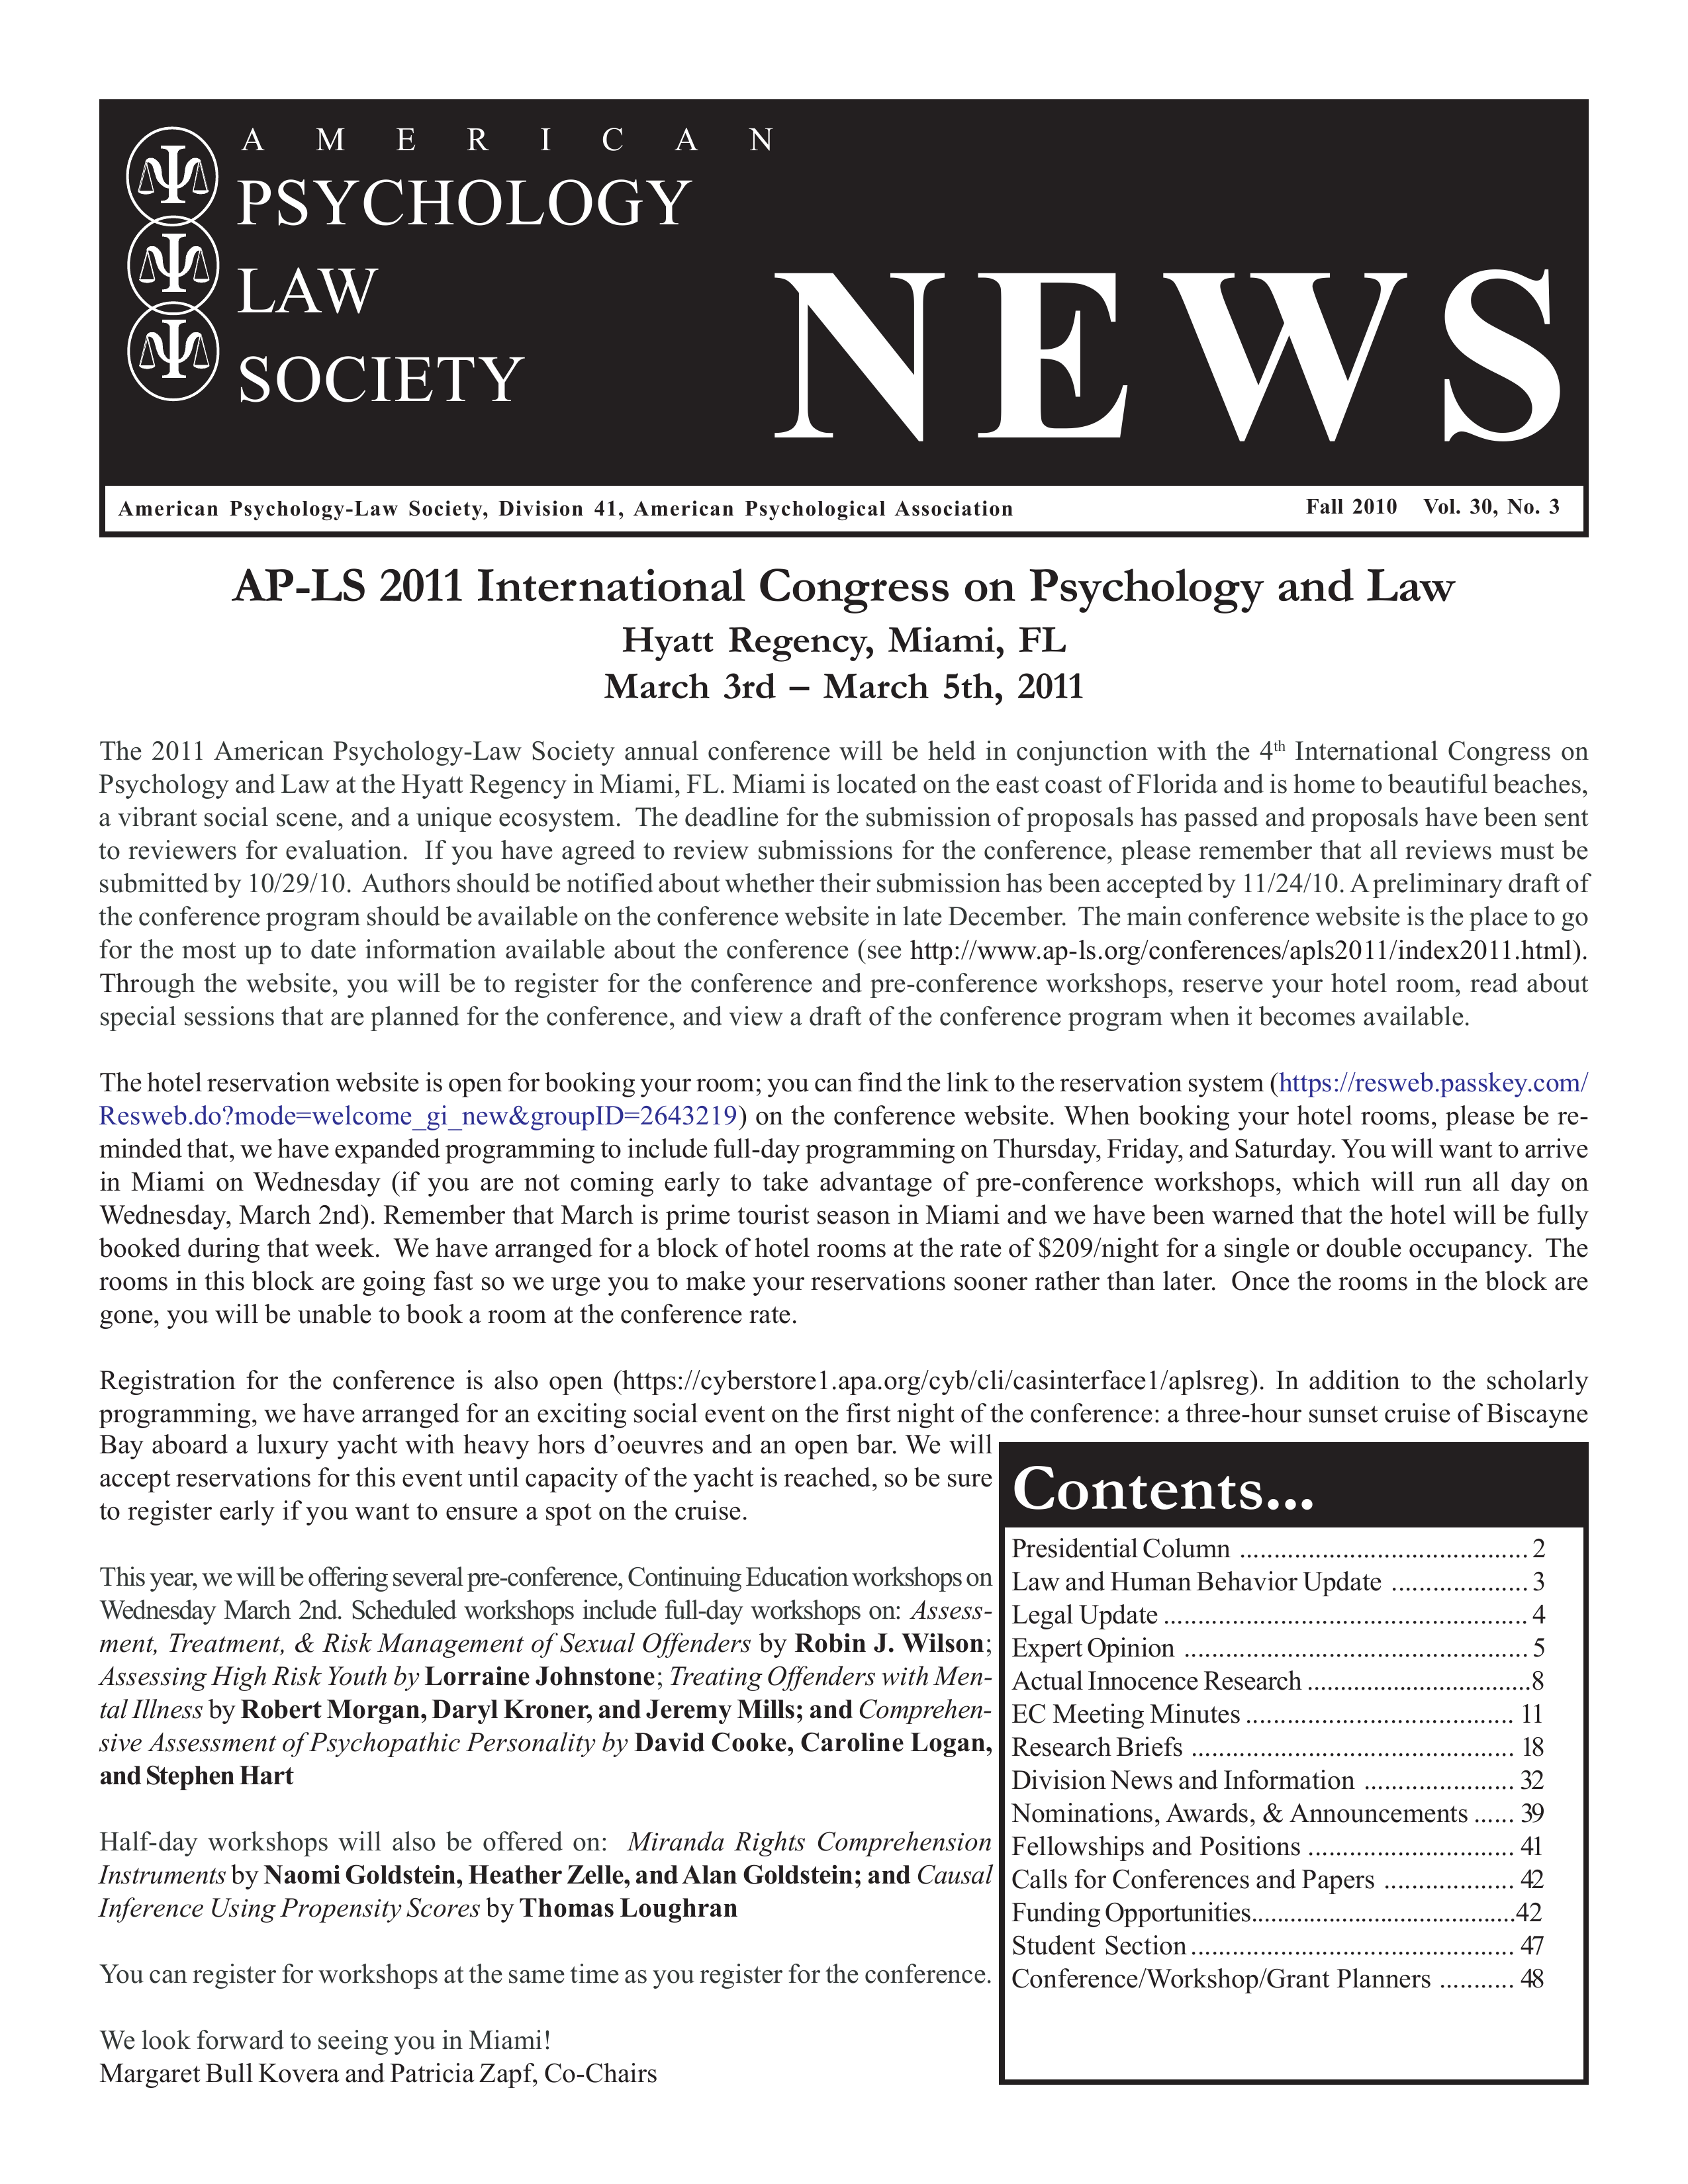 A M E R I C A N
PSYCHOLOGY
LAW
SOCIETY
NEWS
American Psychology-Law Society, Division 41, American Psychological Association Fall 2010 Vol. 30, No. 3
AP-LS 2011 International Congress on Psychology and Law
Hyatt Regency, Miami, FL
March 3rd – March 5th, 2011
The 2011 American Psychology-Law Society annual conference will be held in conjunction with the 4th International Congress on
Psychology and Law at the Hyatt Regency in Miami, FL. Miami is located on the east coast of Florida and is home to beautiful beaches,
a vibrant social scene, and a unique ecosystem. The deadline for the submission of proposals has passed and proposals have been sent
to reviewers for evaluation. If you have agreed to review submissions for the conference, please remember that all reviews must be
submitted by 10/29/10. Authors should be notified about whether their submission has been accepted by 11/24/10. A preliminary draft of
the conference program should be available on the conference website in late December. The main conference website is the place to go
for the most up to date information available about the conference (see http://www.ap-ls.org/conferences/apls2011/index2011.html).
Through the website, you will be to register for the conference and pre-conference workshops, reserve your hotel room, read about
special sessions that are planned for the conference, and view a draft of the conference program when it becomes available.
The hotel reservation website is open for booking your room; you can find the link to the reservation system (https://resweb.passkey.com/
Resweb.do?mode=welcome_gi_new&groupID=2643219) on the conference website. When booking your hotel rooms, please be re-
minded that, we have expanded programming to include full-day programming on Thursday, Friday, and Saturday. You will want to arrive
in Miami on Wednesday (if you are not coming early to take advantage of pre-conference workshops, which will run all day on
Wednesday, March 2nd). Remember that March is prime tourist season in Miami and we have been warned that the hotel will be fully
booked during that week. We have arranged for a block of hotel rooms at the rate of $209/night for a single or double occupancy. The
rooms in this block are going fast so we urge you to make your reservations sooner rather than later. Once the rooms in the block are
gone, you will be unable to book a room at the conference rate.
Registration for the conference is also open (https://cyberstore1.apa.org/cyb/cli/casinterface1/aplsreg). In addition to the scholarly
programming, we have arranged for an exciting social event on the first night of the conference: a three-hour sunset cruise of Biscayne
Bay aboard a luxury yacht with heavy hors d'oeuvres and an open bar. We will
accept reservations for this event until capacity of the yacht is reached, so be sure
to register early if you want to ensure a spot on the cruise.
This year, we will be offering several pre-conference, Continuing Education workshops on
Wednesday March 2nd. Scheduled workshops include full-day workshops on: Assess-
ment, Treatment, & Risk Management of Sexual Offenders by Robin J. Wilson;
Assessing High Risk Youth by Lorraine Johnstone; Treating Offenders with Men-
tal Illness by Robert Morgan, Daryl Kroner, and Jeremy Mills; and Comprehen-
sive Assessment of Psychopathic Personality by David Cooke, Caroline Logan,
and Stephen Hart
Half-day workshops will also be offered on: Miranda Rights Comprehension
Instruments by Naomi Goldstein, Heather Zelle, and Alan Goldstein; and Causal
Inference Using Propensity Scores by Thomas Loughran
You can register for workshops at the same time as you register for the conference.
We look forward to seeing you in Miami!
Margaret Bull Kovera and Patricia Zapf, Co-Chairs
Contents...
Presidential Column .......................................... 2
Law and Human Behavior Update .................... 3
Legal Update ..................................................... 4
Expert Opinion .................................................. 5
Actual Innocence Research ................................8
EC Meeting Minutes ....................................... 11
Research Briefs ............................................... 18
Division News and Information ...................... 32
Nominations, Awards, & Announcements ...... 39
Fellowships and Positions .............................. 41
Calls for Conferences and Papers ................... 42
Funding Opportunities......................................42
Student Section ............................................... 47
Conference/Workshop/Grant Planners ........... 48